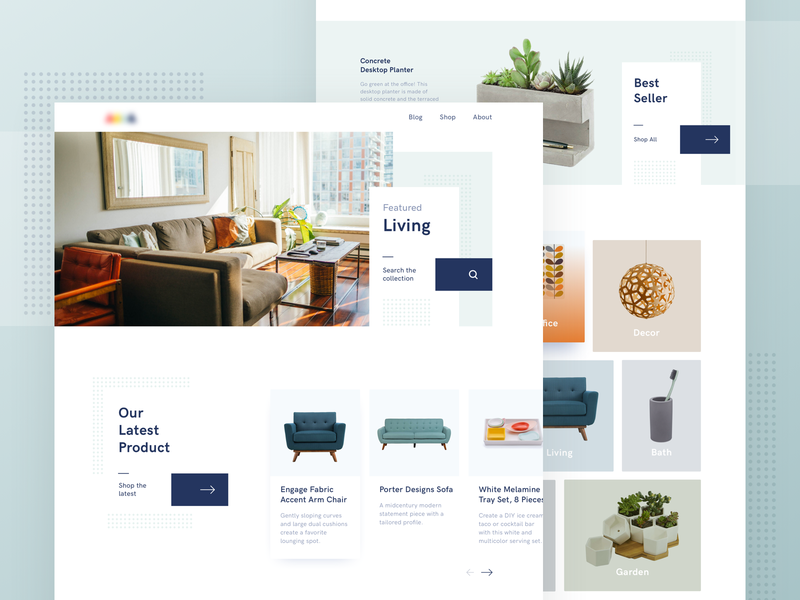 Concrete
Desktop Planter
Go green at the office! This
desktop planter is made of
solid concrete and the terraced
Best
Seller
Shop All
Blog
Shop
About
Featured
Living
Search the
collection
Decor
Living
Bath
Garden
Our
Latest
Product
Shop the
latest
Engage Fabric
Accent Arm Chair
Gently sloping curves
and large dual cushions
create a favorite
lounging spot.
Porter Designs Sofa
A midcentury modern
statement piece with a
tailored profile.
White Melamine
Tray Set, 8 Pieces
Create a DIY ice cream
taco or cocktail bar
with this white and
multicolor serving set.